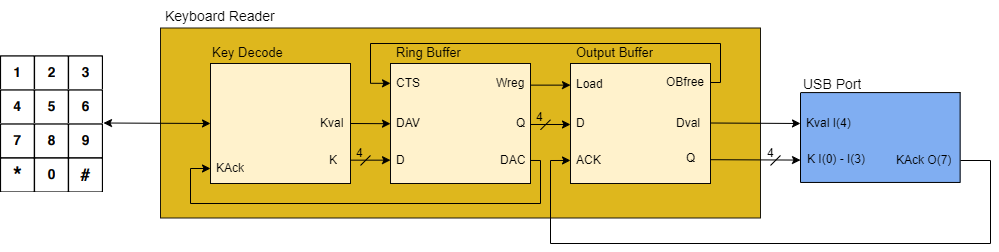 Keyboard Reader
Key Decode
Ring Buffer
Output Buffer
USB Port
1 2 3
4 5 6
7 8 9
* 0 #
Kval
K
KAck
4
CTS
DAV
D
Wreg
Q
DAC
4
Load
D
ACK
OBfree
Dval
Q
4
Kval I(4)
K I(0) - I(3)
KAck O(7)